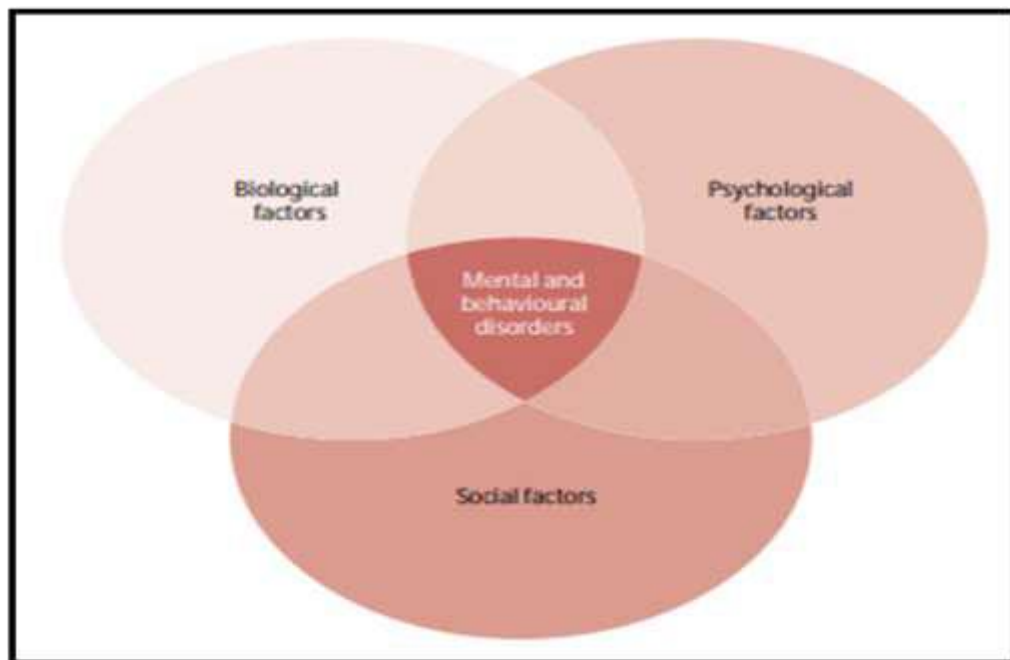 Biological
factors
Psychological
factors
Mental and
behavioural
disorders
Social factors